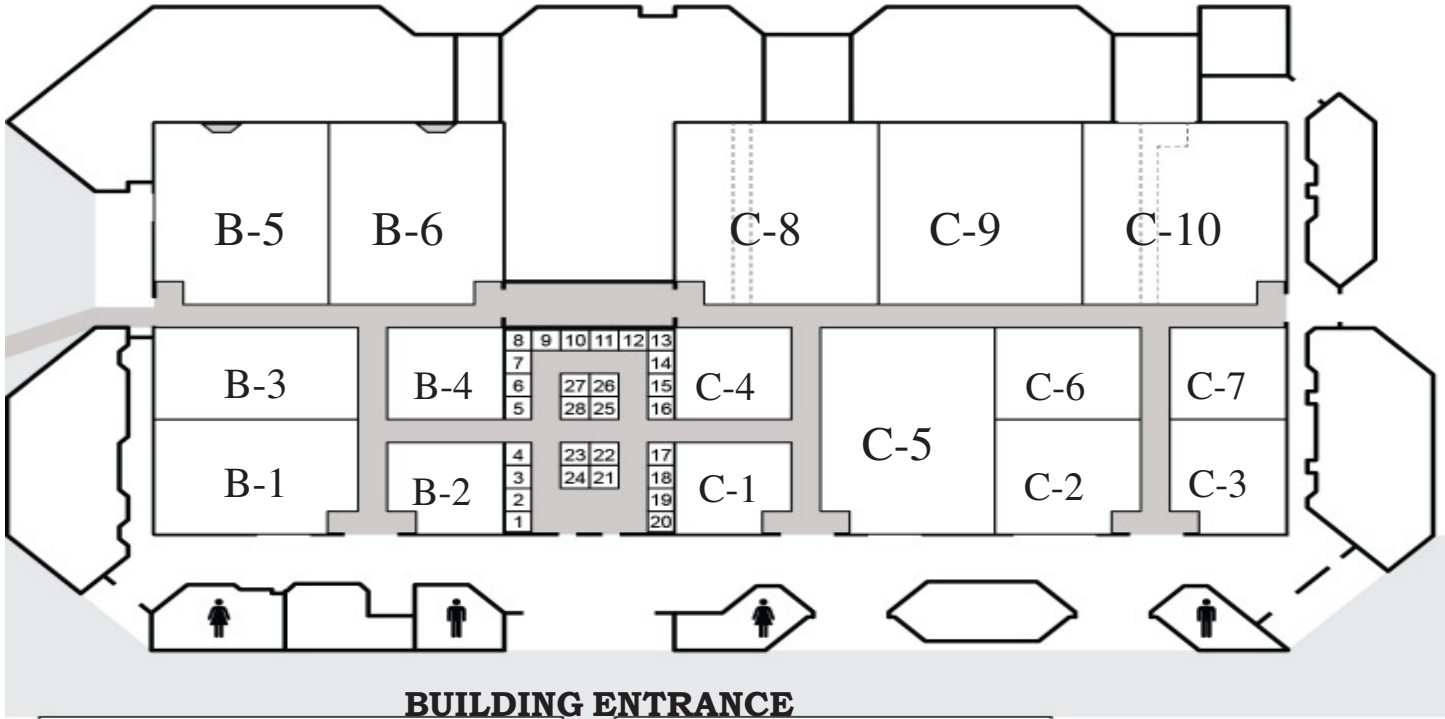 B-5 B-6 C-8 C-9 C-10
8 9 10 11 12 13
7 14
B-3 B-4 6 27 26 15 C-4 C-6 C-7
5 28 25 16
C-5
4 23 22 17
3 24 21 18
B-1 B-2 2 19 C-1 C-2 C-3
1 20
BUILDING ENTRANCE